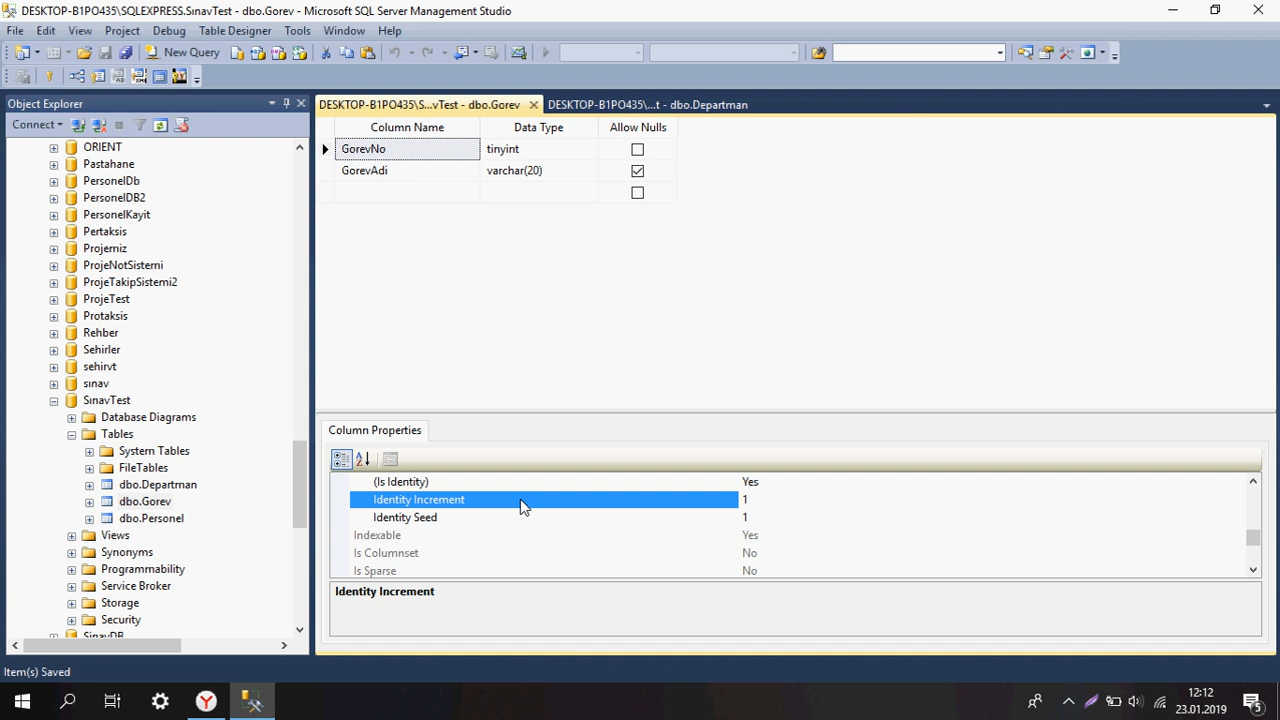 DESKTOP-B1PO435\SQLEXPRESS.SınavTest - dbo.Gorev - Microsoft SQL Server Management Studio
File Edit View Project Debug Table Designer Tools Window Help
New Query
Object Explorer
DESKTOP-B1PO435\S...vTest - dbo.Gorev
DESKTOP-B1PO435\...t - dbo.Departman
Connect
Column Name Data Type Allow Nulls
GorevNo tinyint
GorevAdi varchar(20)
ORIENT
Pastahane
PersonelDb
PersonelDB2
PersonelKayit
Pertaksis
Projemiz
ProjeNotSistemi
ProjeTakipSistemi2
ProjeTest
Protaksis
Rehber
Sehirler
sehirvt
sınav
SınavTest
Database Diagrams
Tables
System Tables
FileTables
dbo.Departman
dbo.Gorev
dbo.Personel
Views
Synonyms
Programmability
Service Broker
Storage
Security
SinavDB
Column Properties
(Is Identity) Yes
Identity Increment 1
Identity Seed 1
Indexable Yes
Is Columnset No
Is Sparse No
Identity Increment
Item(s) Saved
12:12
23.01.2019
5